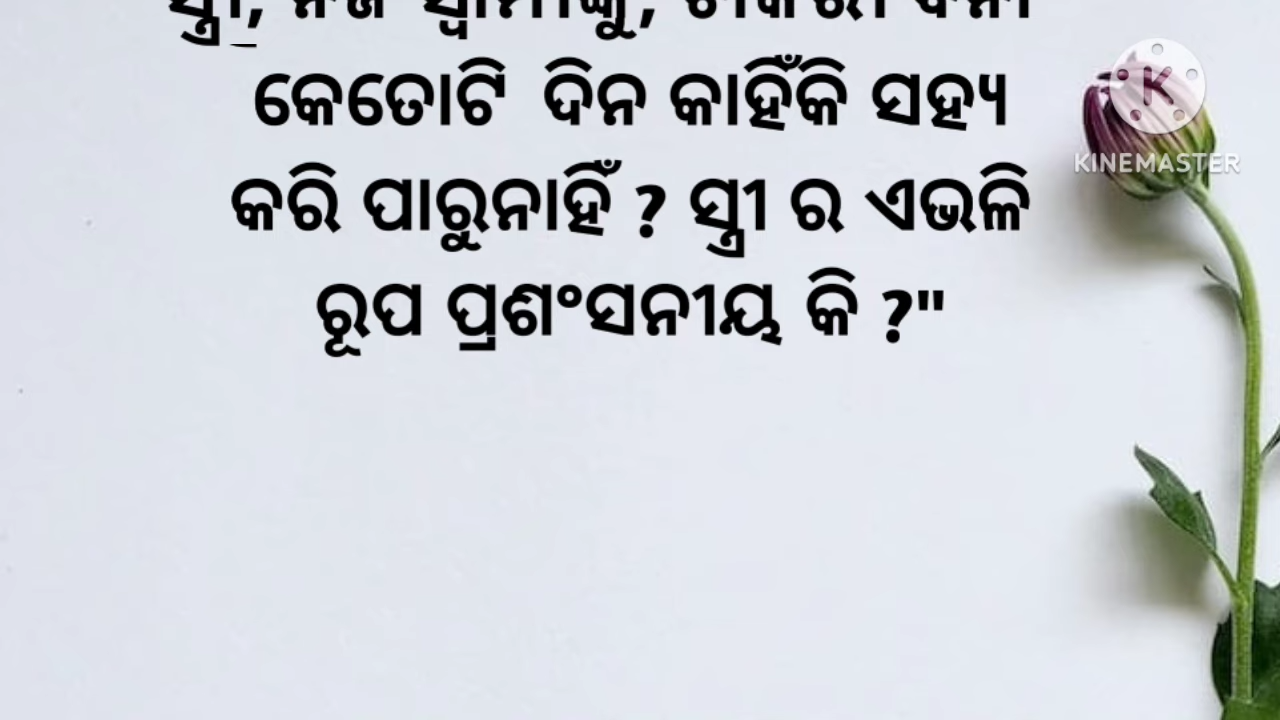 ସ୍ତ୍ରୀ, ନିଜ ସ୍ୱାମୀଙ୍କୁ, ଚାକିରୀ ବିନା
କେତୋଟି ଦିନ କାହିଁକି ସହ୍ୟ
କରି ପାରୁନାହିଁ ? ସ୍ତ୍ରୀ ର ଏଭଳି
ରୂପ ପ୍ରଶଂସନୀୟ କି ?"
K
KINEMASTER